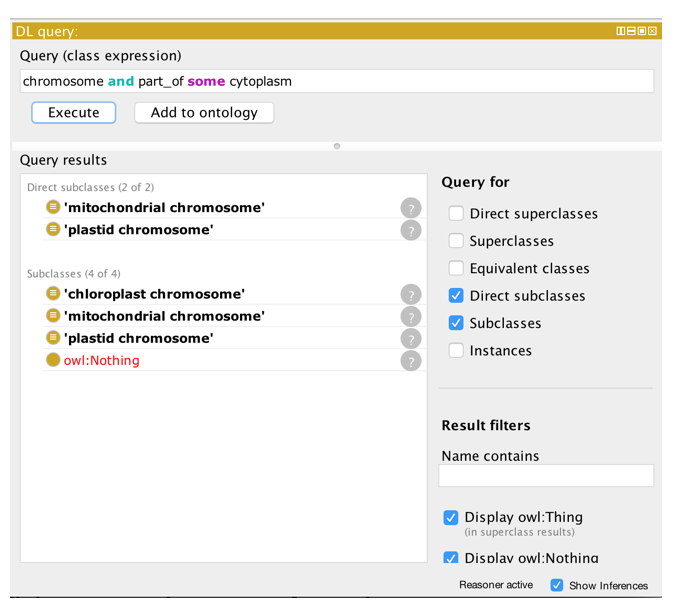 DL query:
Query (class expression)
chromosome and part_of some cytoplasm
Execute
Add to ontology
Query results
Direct subclasses (2 of 2)
'mitochondrial chromosome'
?
'plastid chromosome'
?
Subclasses (4 of 4)
'chloroplast chromosome'
?
'mitochondrial chromosome'
?
'plastid chromosome'
?
owl:Nothing
?
Query for
Direct superclasses
Superclasses
Equivalent classes
Direct subclasses
Subclasses
Instances
Result filters
Name contains
Display owl:Thing
(in superclass results)
Display owl:Nothing
Reasoner active
Show Inferences